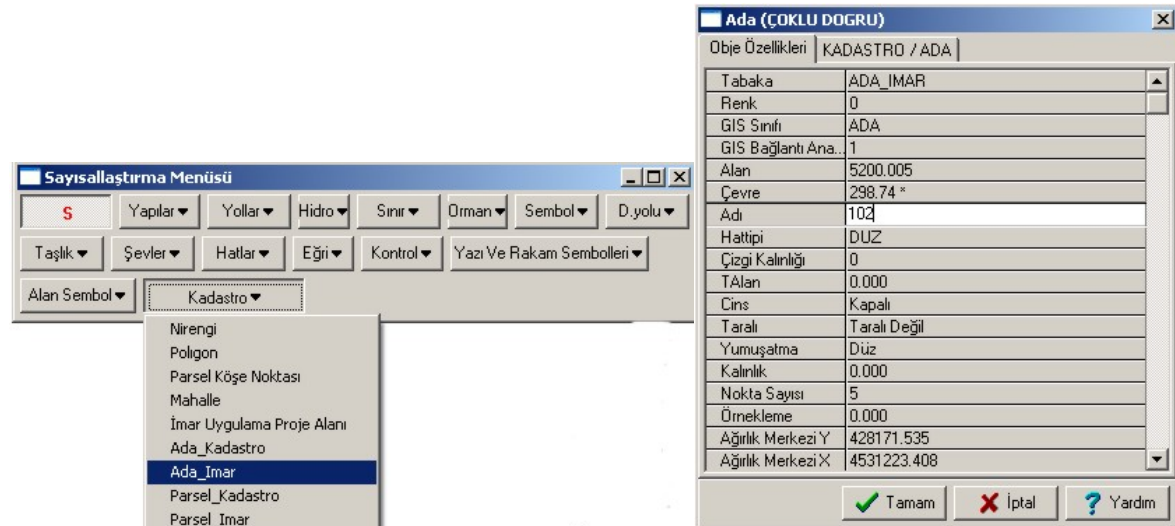 Sayısallaştırma Menüsü
S Yapılar Yollar Hidro Sınır Orman Sembol D.yolu
Taşlık Şevler Hatlar Eğri Kontrol Yazı Ve Rakam Sembolleri
Alan Sembol Kadastro
Nirengi
Poligon
Parsel Köşe Noktası
Mahalle
İmar Uygulama Proje Alanı
Ada_Kadastro
Ada_Imar
Parsel_Kadastro
Parsel_Imar
Ada (ÇOKLU DOGRU)
Obje Özellikleri KADASTRO / ADA
Tabaka ADA_IMAR
Renk 0
GIS Sınıfı ADA
GIS Bağlantı Ana... 1
Alan 5200.005
Çevre 298.74 *
Adı 102
Hattipi DUZ
Çizgi Kalınlığı 0
TAlan 0.000
Cins Kapalı
Taralı Taralı Değil
Yumuşatma Düz
Kalınlık 0.000
Nokta Sayısı 5
Örnekleme 0.000
Ağırlık Merkezi Y 428171.535
Ağırlık Merkezi X 4531223.408
Tamam İptal Yardım